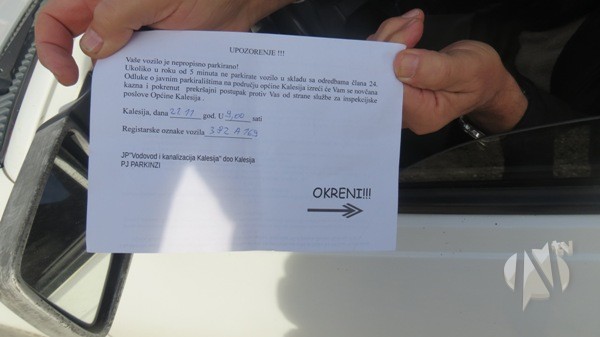 UPOZORENJE !!!
Vaše vozilo je nepropisno parkirano!
Ukoliko u roku od 5 minuta ne parkirate vozilo u skladu sa odredbama člana 24.
Odluke o javnim parkiralištima na području općine Kalesija izreći će Vam se novčana
kazna i pokrenut prekršajni postupak protiv Vas od strane službe za inspekcijske
poslove Općine Kalesija.
Kalesija, dana 21.11 god. U 9,00 sati
Registarske oznake vozila 372 A 769
JP"Vodovod i kanalizacija Kalesija" doo Kalesija
PJ PARKINZI
OKRENI!!!